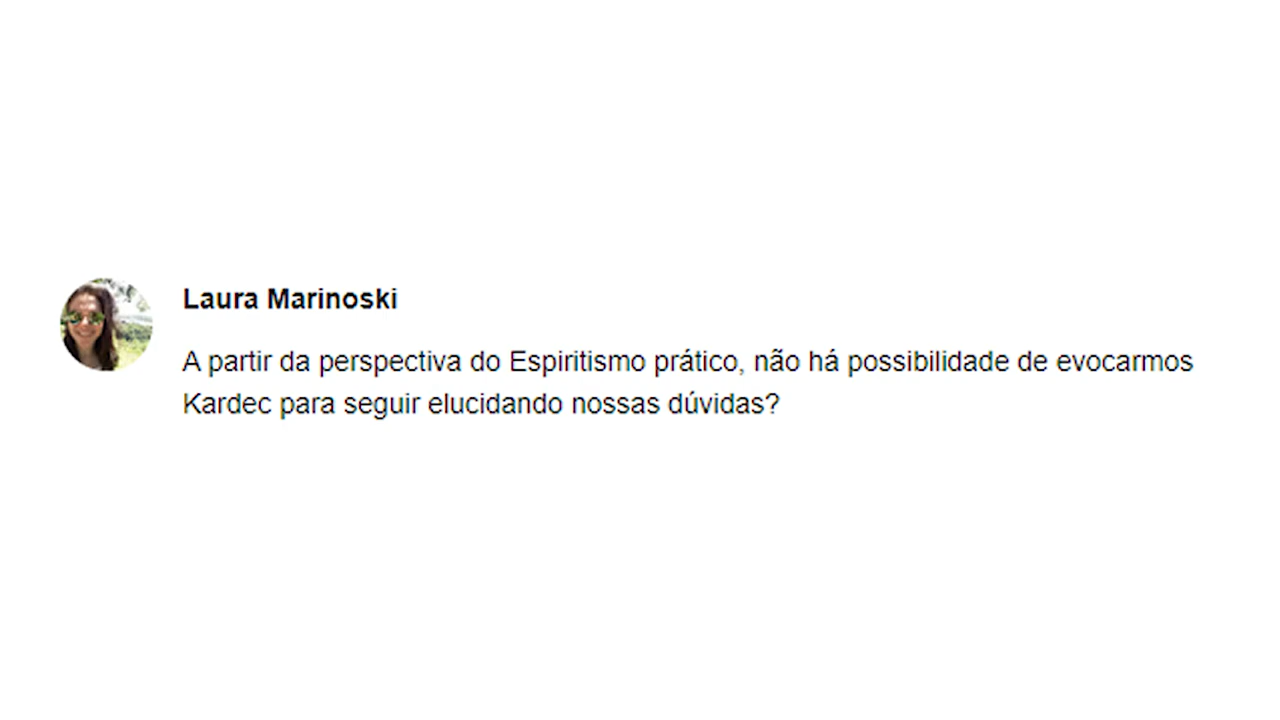 Laura Marinoski
A partir da perspectiva do Espiritismo prático, não há possibilidade de evocarmos
Kardec para seguir elucidando nossas dúvidas?